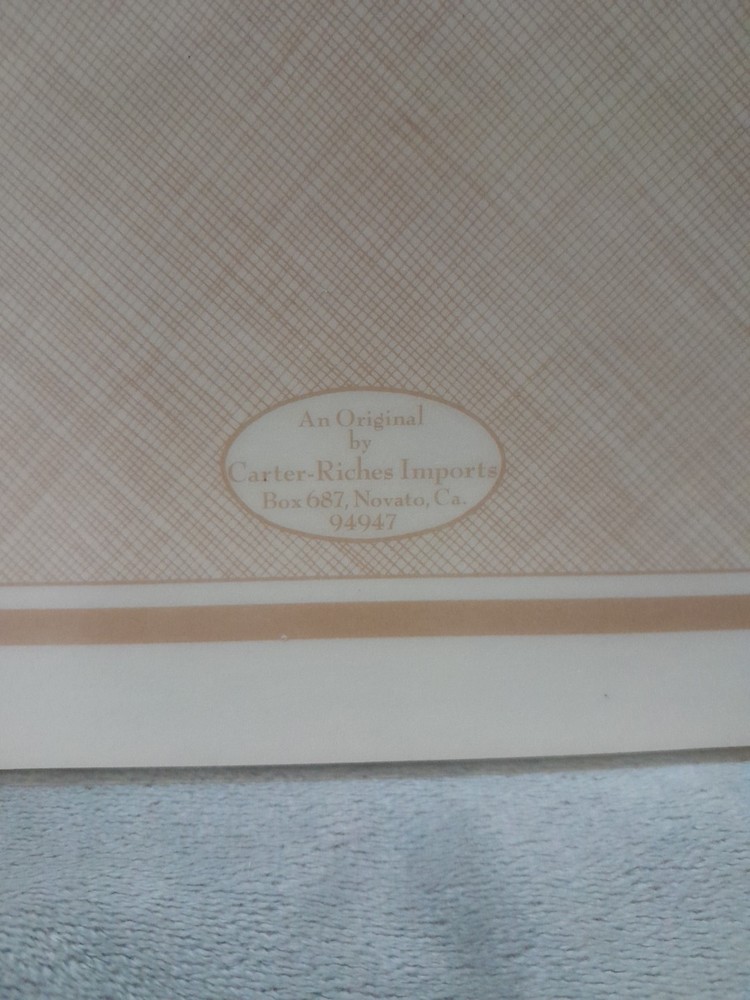 An Original
by
Carter-Riches Imports
Box 687, Novato, Ca.
94947